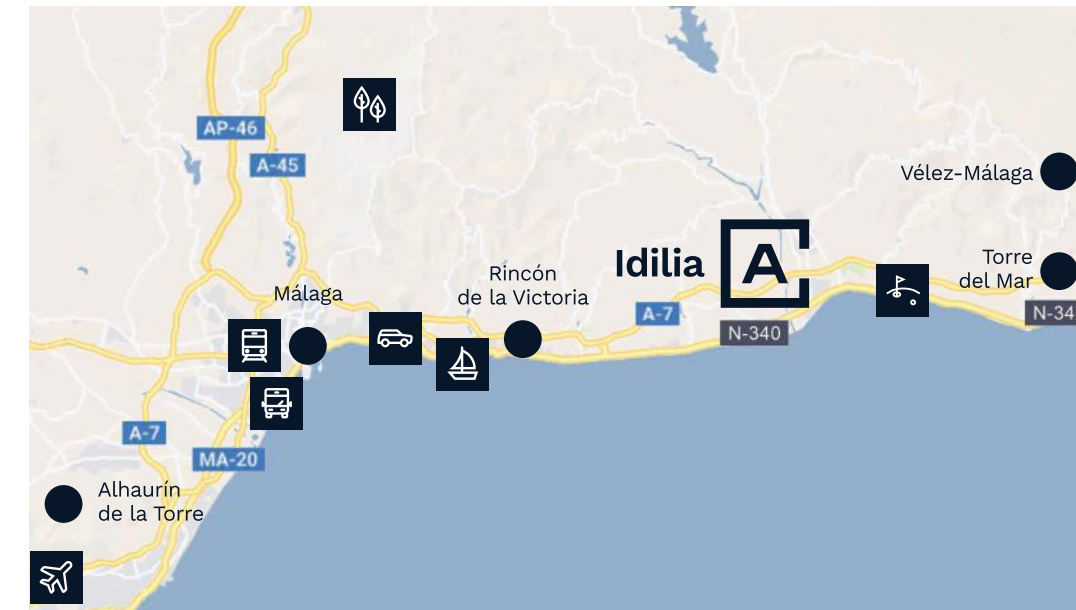 AP-46
A-45
Vélez-Málaga
Idilia
A
Torre
del Mar
Rincón
de la Victoria
Málaga
A-7
N-34
N-340
A-7
MA-20
Alhaurín
de la Torre